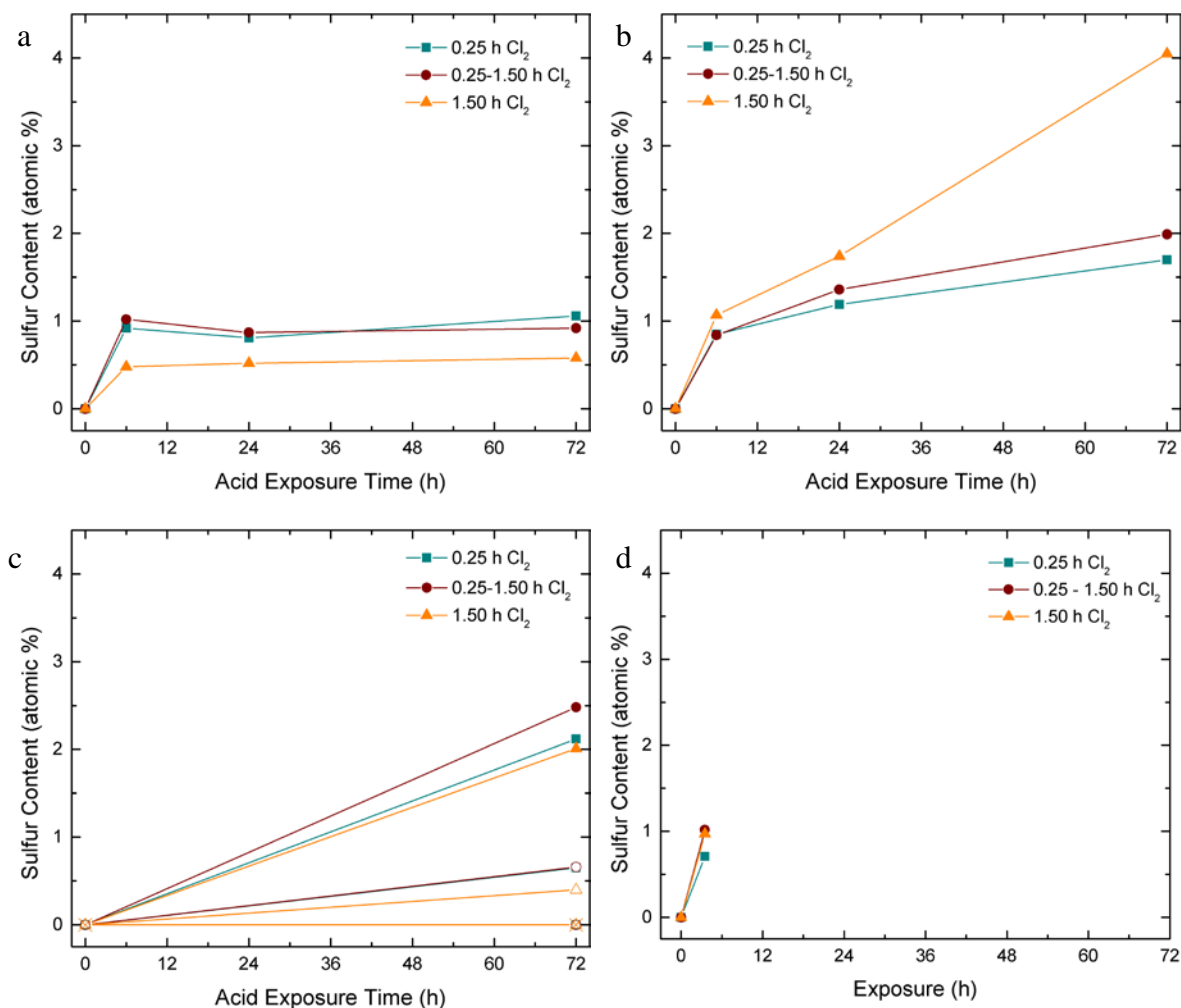 a
0.25 h Cl₂
0.25-1.50 h Cl₂
1.50 h Cl₂
4
3
2
1
0
Sulfur Content (atomic %)
0 12 24 36 48 60 72
Acid Exposure Time (h)
b
0.25 h Cl₂
0.25-1.50 h Cl₂
1.50 h Cl₂
4
3
2
1
0
Sulfur Content (atomic %)
0 12 24 36 48 60 72
Acid Exposure Time (h)
c
0.25 h Cl₂
0.25-1.50 h Cl₂
1.50 h Cl₂
4
3
2
1
0
Sulfur Content (atomic %)
0 12 24 36 48 60 72
Acid Exposure Time (h)
d
0.25 h Cl₂
0.25 - 1.50 h Cl₂
1.50 h Cl₂
4
3
2
1
0
Sulfur Content (atomic %)
0 12 24 36 48 60 72
Exposure (h)